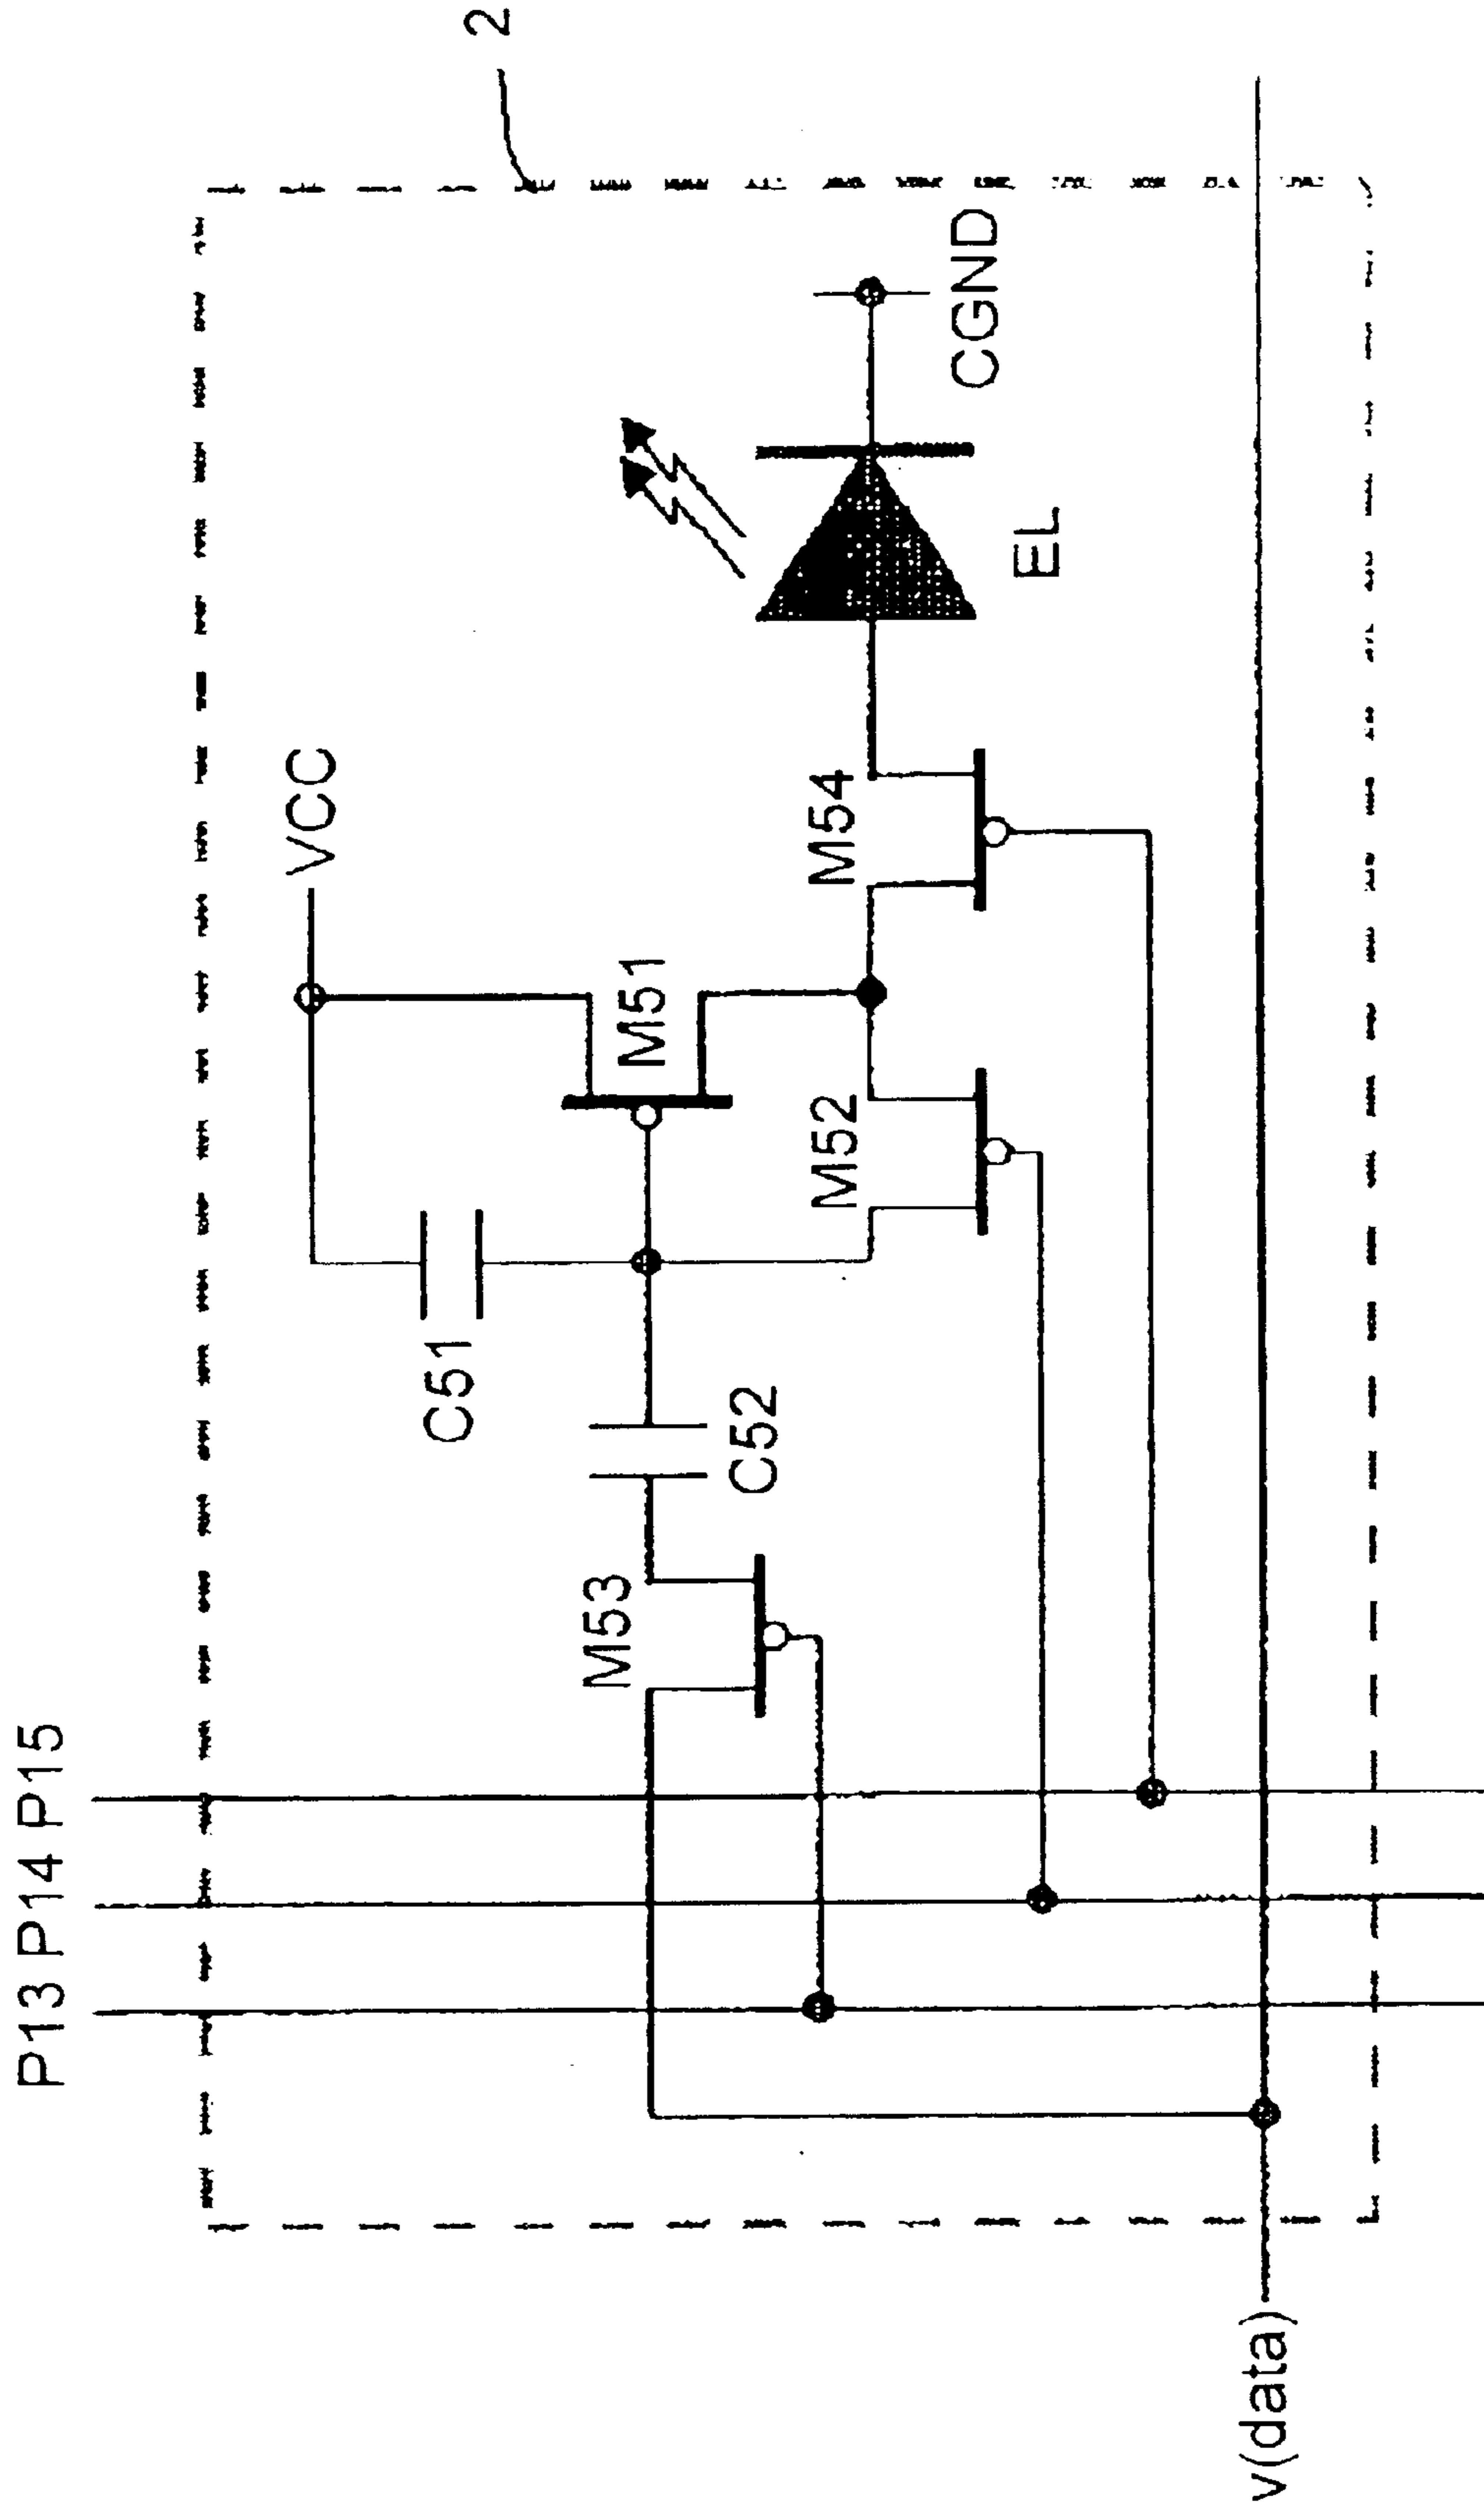 P13 P14 P15
VCC
2
C51
M51
M53
C52
M52
M54
EL
CGND
v(data)